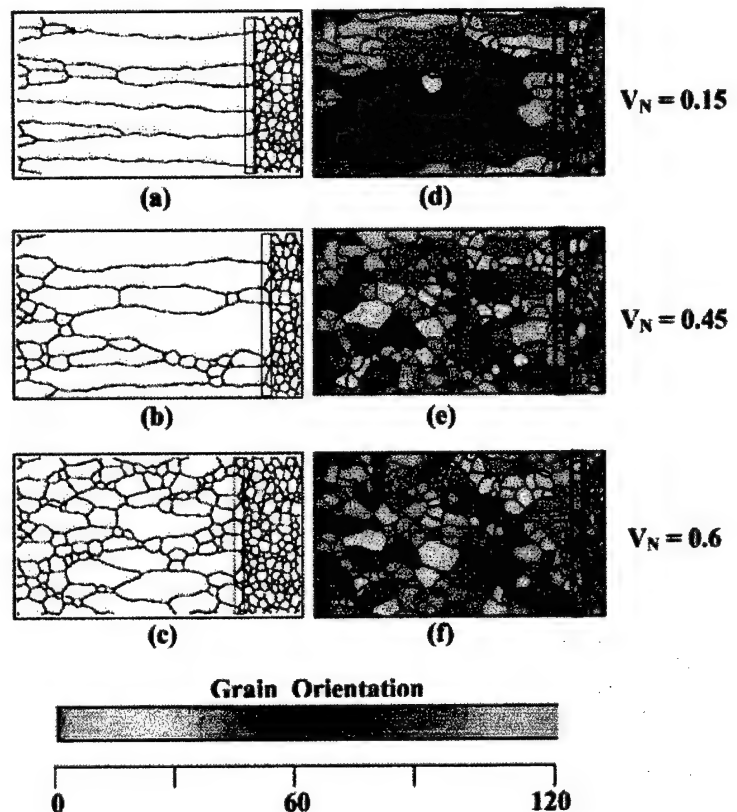 (a)
(d)
V_N = 0.15
(b)
(e)
V_N = 0.45
(c)
(f)
V_N = 0.6
Grain Orientation
0 60 120